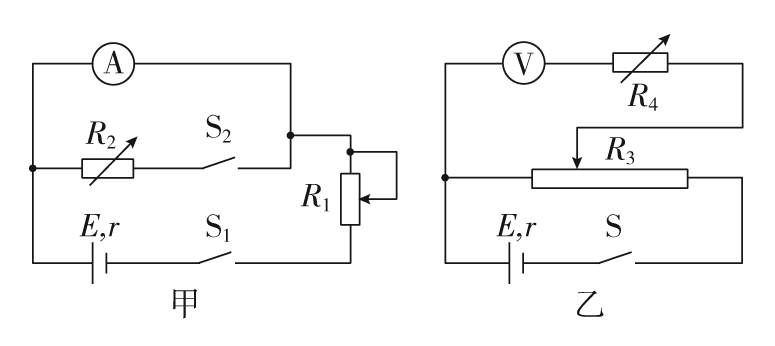 A
R₂
S₂
R₁
E,r
S₁
甲
V
R₄
R₃
E,r
S
乙